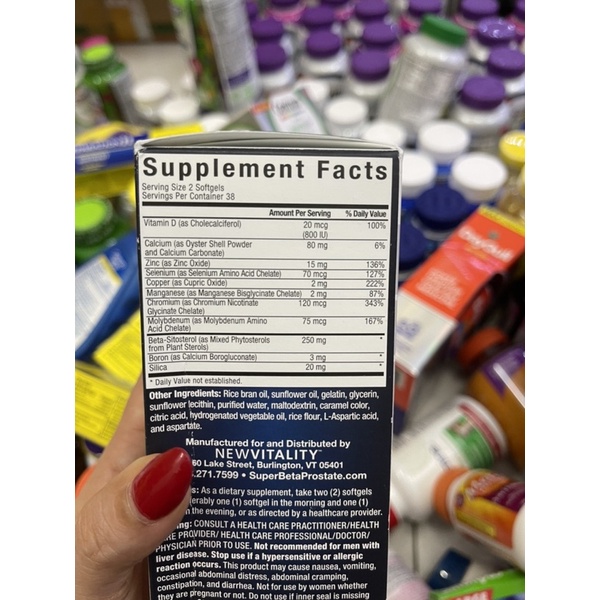 Supplement Facts
Serving Size 2 Softgels
Servings Per Container 38
Amount Per Serving % Daily Value
Vitamin D (as Cholecalciferol) 20 mcg 100%
(800 IU)
Calcium (as Oyster Shell Powder 80 mg 6%
and Calcium Carbonate)
Zinc (as Zinc Oxide) 15 mg 136%
Selenium (as Selenium Amino Acid Chelate) 70 mcg 127%
Copper (as Cupric Oxide) 2 mg 222%
Manganese (as Manganese Bisglycinate Chelate) 2 mg 87%
Chromium (as Chromium Nicotinate 120 mcg 343%
Glycinate Chelate)
Molybdenum (as Molybdenum Amino 75 mcg 167%
Acid Chelate)
Beta-Sitosterol (as Mixed Phytosterols 250 mg *
from Plant Sterols)
Boron (as Calcium Borogluconate) 3 mg *
Silica 20 mg *
* Daily Value not established.
Other Ingredients: Rice bran oil, sunflower oil, gelatin, glycerin,
sunflower lecithin, purified water, maltodextrin, caramel color,
citric acid, hydrogenated vegetable oil, rice flour, L-Aspartic acid,
and aspartate.
Manufactured for and Distributed by
NEWVITALITY™
60 Lake Street, Burlington, VT 05401
.271.7599 • SuperBetaProstate.com
s: As a dietary supplement, take two (2) softgels
erably one (1) softgel in the morning and one (1)
n the evening, or as directed by a healthcare provider.
ing: CONSULT A HEALTH CARE PRACTITIONER/HEALTH
CARE PROVIDER/ HEALTH CARE PROFESSIONAL/DOCTOR/
PHYSICIAN PRIOR TO USE. Not recommended for men with
liver disease. Stop use if a hypersensitive or allergic
reaction occurs. This product may cause nausea, vomiting,
occasional abdominal distress, abdominal cramping,
constipation, and diarrhea. Not for use by women whether
they are pregnant or not. Do not use if inner seal is missing